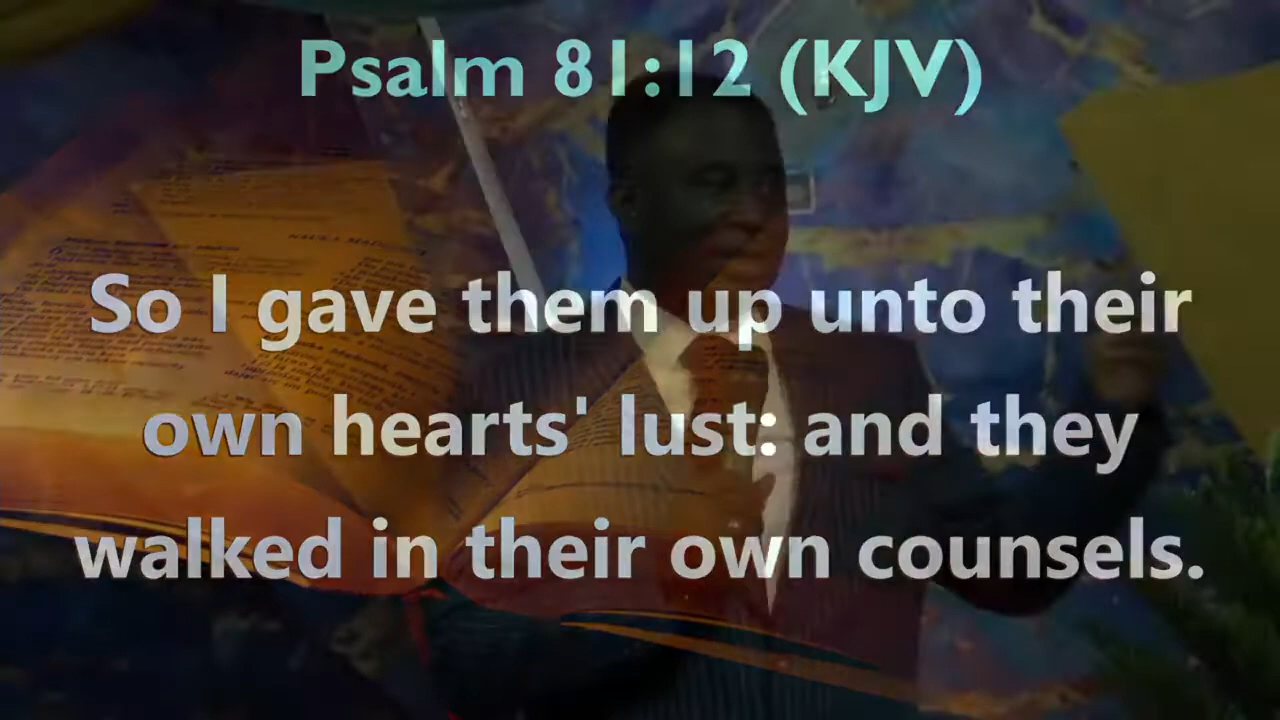 Psalm 81:12 (KJV)
So I gave them up unto their
own hearts' lust: and they
walked in their own counsels.